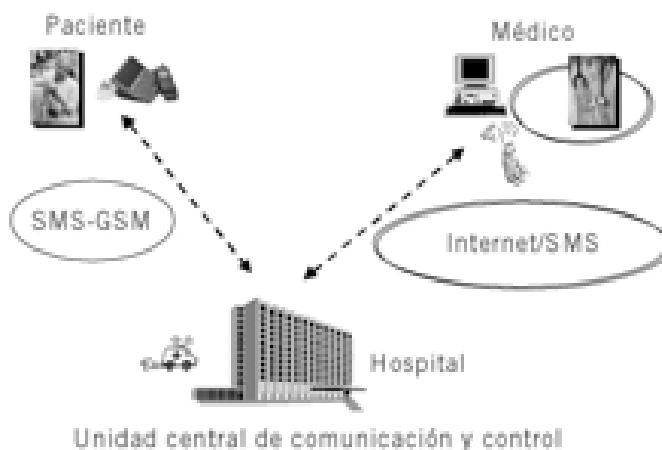 Paciente
Médico
SMS-GSM
Internet/SMS
Hospital
Unidad central de comunicación y control